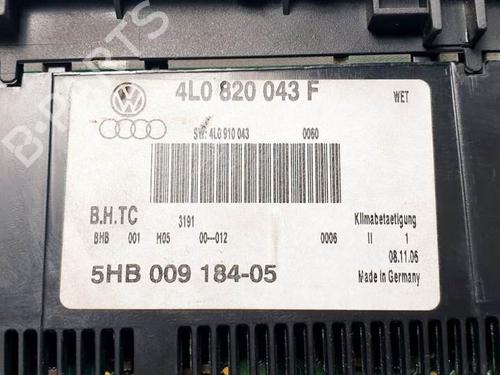 B-PARTS
4L0 820 043 F
WET
SW: 4L0 910 043 0060
B.H.TC 3191 Klimabetaetigung
BHB 001 H05 00---012 0006 II 1
08.11.06
5HB 009 184-05 Made in Germany